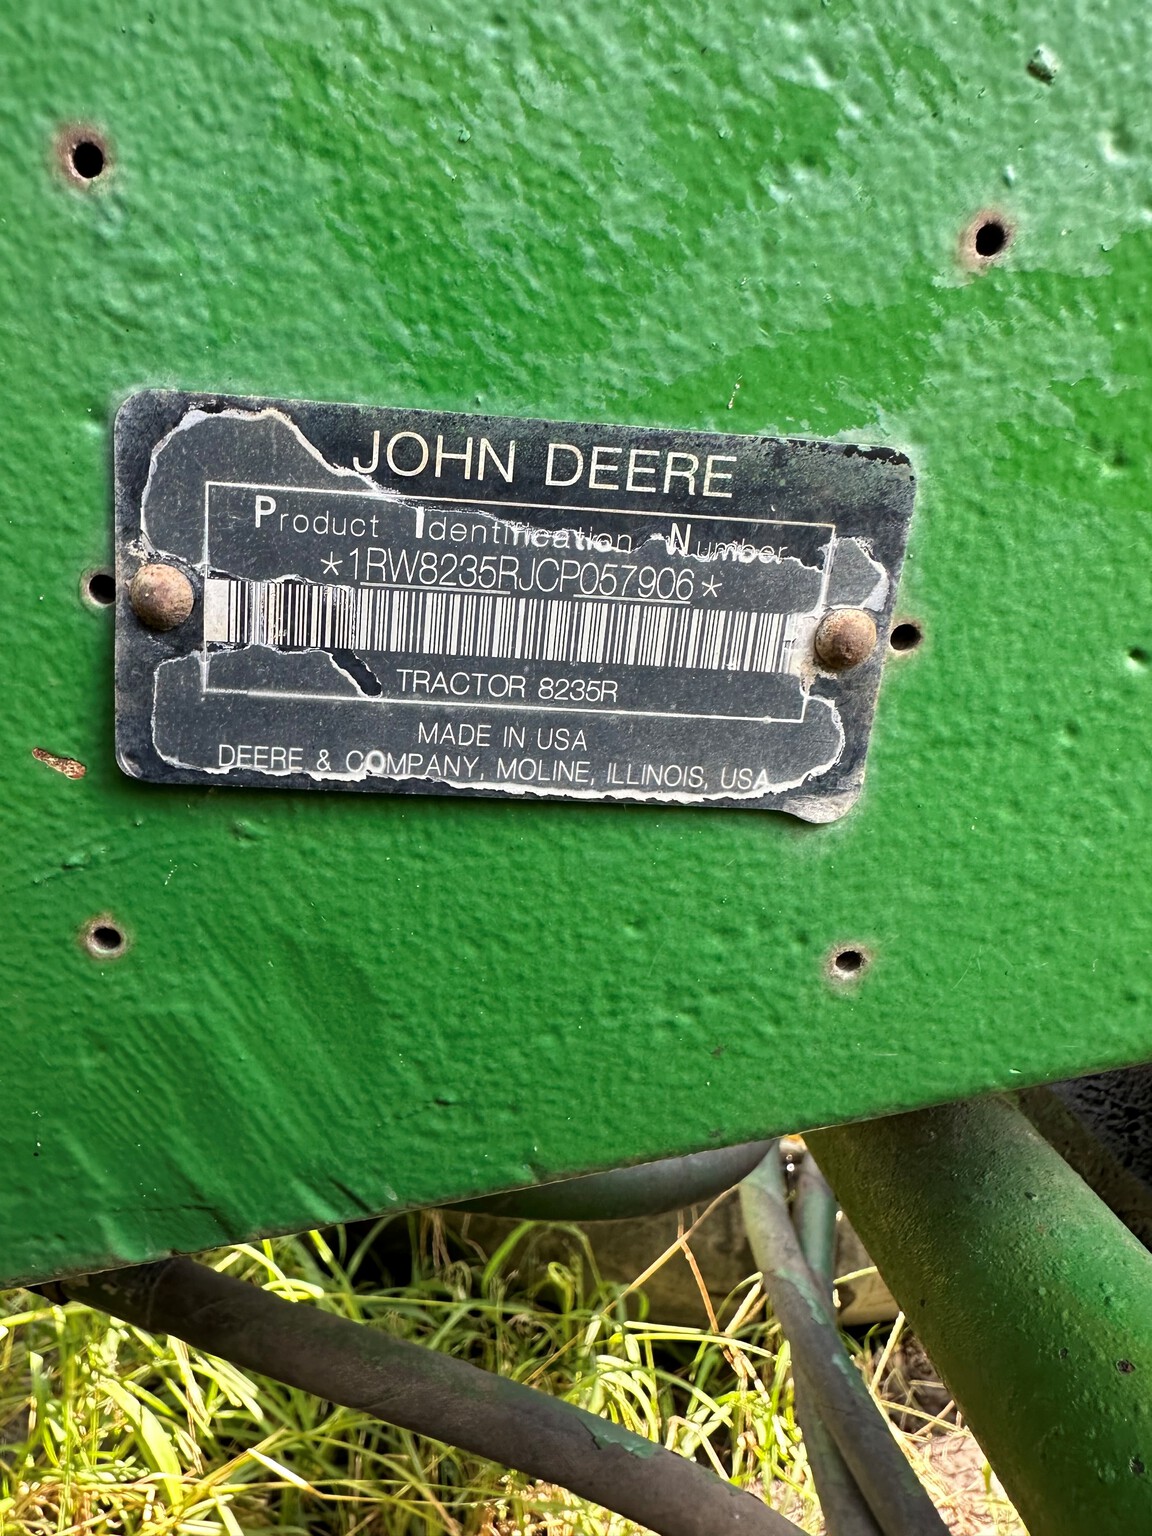 JOHN DEERE
Product Identification Number
*1RW8235RJCP057906*
TRACTOR 8235R
MADE IN USA
DEERE & COMPANY, MOLINE, ILLINOIS, USA